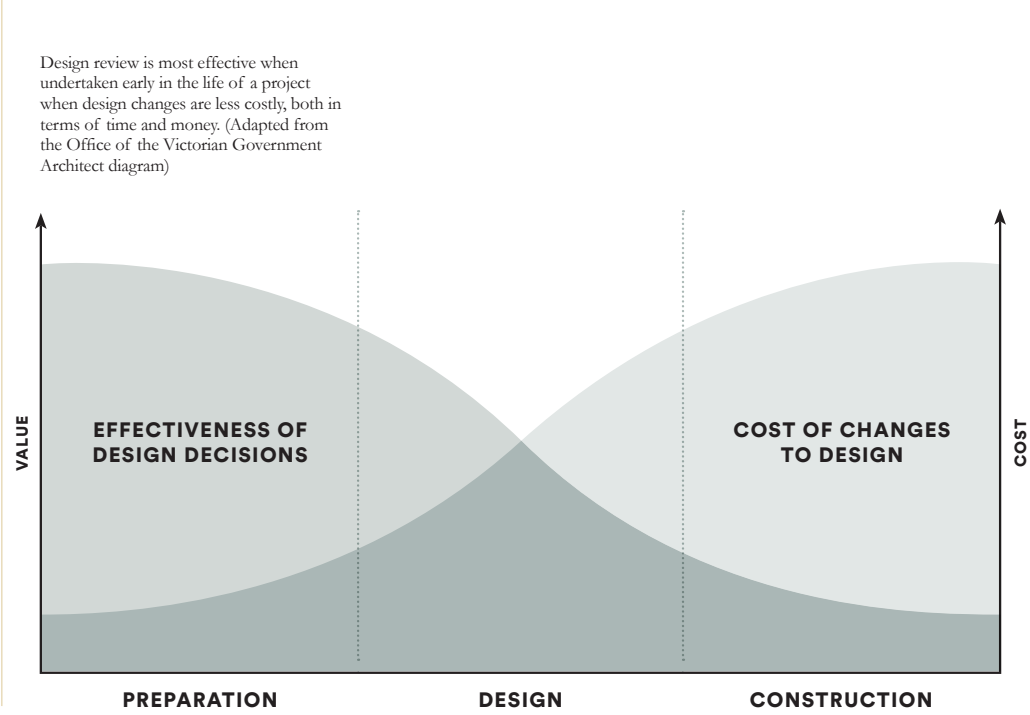 Design review is most effective when
undertaken early in the life of a project
when design changes are less costly, both in
terms of time and money. (Adapted from
the Office of the Victorian Government
Architect diagram)
VALUE
EFFECTIVENESS OF
DESIGN DECISIONS
COST OF CHANGES
TO DESIGN
COST
PREPARATION
DESIGN
CONSTRUCTION